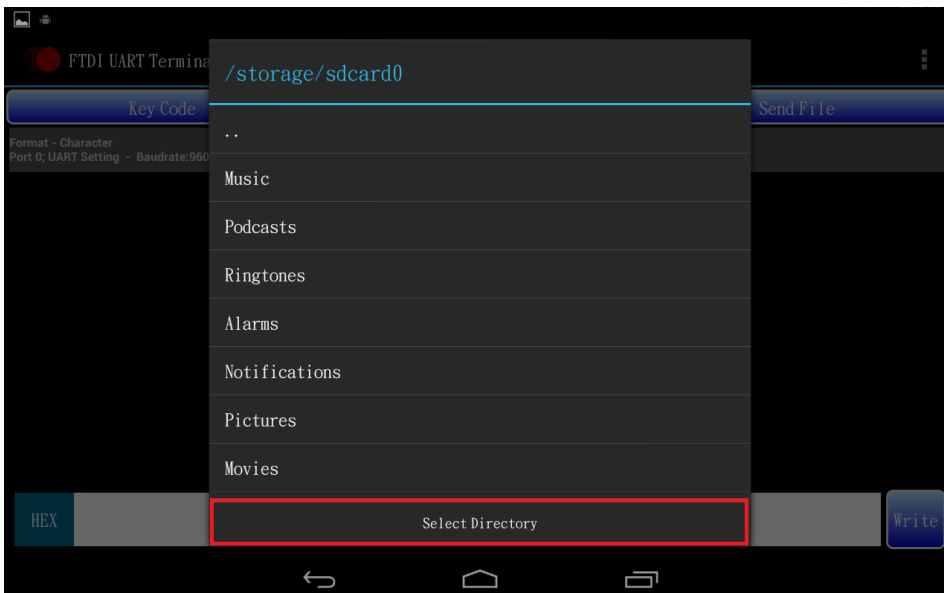 FTDI UART Termina
/storage/sdcard0
Key Code
Send File
Format - Character
Port 0; UART Setting - Baudrate:960
..
Music
Podcasts
Ringtones
Alarms
Notifications
Pictures
Movies
HEX
Select Directory
Write